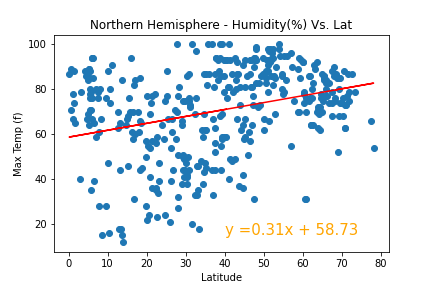 Northern Hemisphere - Humidity(%) Vs. Lat
Max Temp (f)
100
80
60
40
20
y =0.31x + 58.73
0 10 20 30 40 50 60 70 80
Latitude